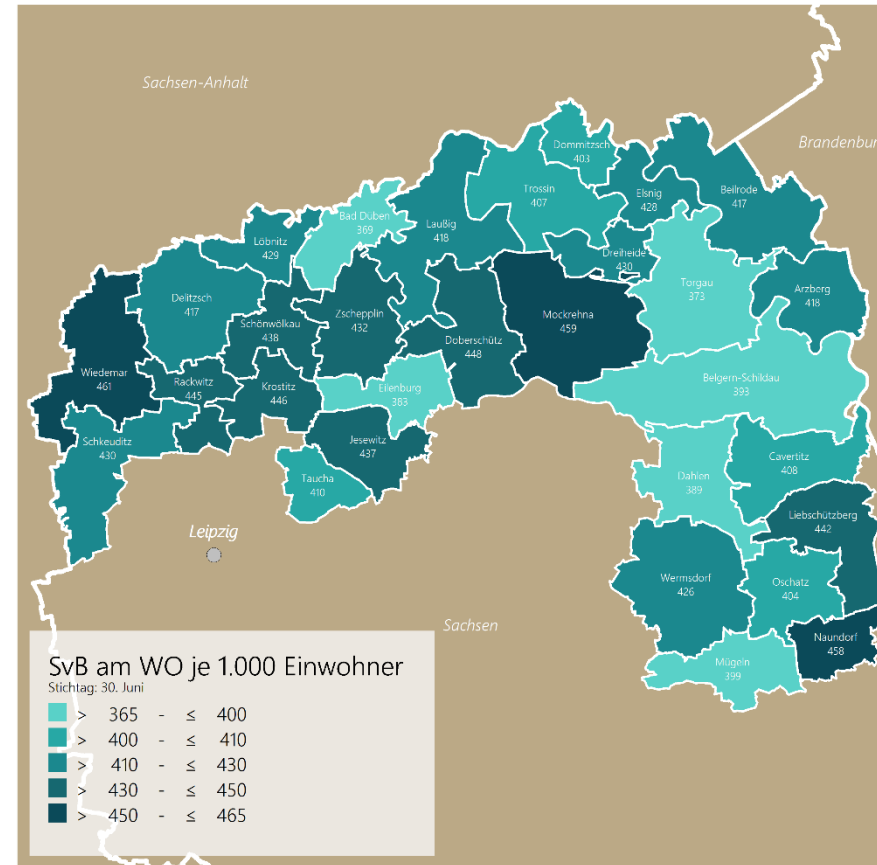 Sachsen-Anhalt
Brandenbur
Dommitzsch
403
Trossin
407
Elsnig
428
Beilrode
417
Bad Düben
369
Laußig
418
Löbnitz
429
Dreiheide
430
Torgau
373
Arzberg
418
Delitzsch
417
Zschepplin
432
Mockrehna
459
Schönwölkau
438
Doberschütz
448
Wiedemar
461
Rackwitz
445
Krostitz
446
Eilenburg
383
Belgern-Schildau
393
Schkeuditz
430
Jesewitz
437
Cavertitz
408
Taucha
410
Dahlen
389
Liebschützberg
442
Leipzig
Wermsdorf
426
Oschatz
404
Sachsen
Naundorf
458
Mügeln
399
SvB am WO je 1.000 Einwohner
Stichtag: 30. Juni
> 365 - ≤ 400
> 400 - ≤ 410
> 410 - ≤ 430
> 430 - ≤ 450
> 450 - ≤ 465